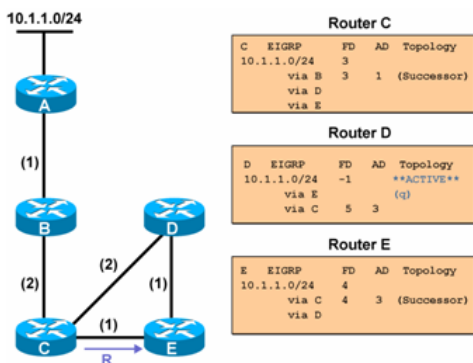 10.1.1.0/24
A
(1)
B
D
(2)
(2)
(1)
(1)
C
E
R
Router C
C EIGRP FD AD Topology
10.1.1.0/24 3
via B 3 1 (Successor)
via D
via E
Router D
D EIGRP FD AD Topology
10.1.1.0/24 -1 **ACTIVE**
via E (q)
via C 5 3
Router E
E EIGRP FD AD Topology
10.1.1.0/24 4
via C 4 3 (Successor)
via D